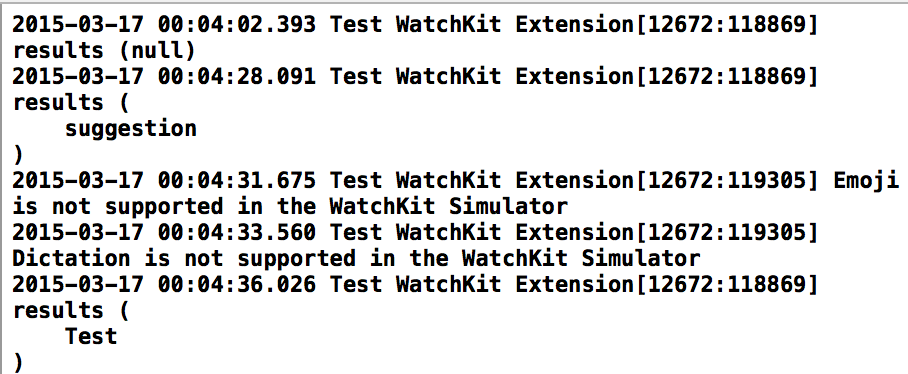 2015-03-17 00:04:02.393 Test WatchKit Extension[12672:118869]
results (null)
2015-03-17 00:04:28.091 Test WatchKit Extension[12672:118869]
results (
    suggestion
)
2015-03-17 00:04:31.675 Test WatchKit Extension[12672:119305] Emoji
is not supported in the WatchKit Simulator
2015-03-17 00:04:33.560 Test WatchKit Extension[12672:119305]
Dictation is not supported in the WatchKit Simulator
2015-03-17 00:04:36.026 Test WatchKit Extension[12672:118869]
results (
    Test
)